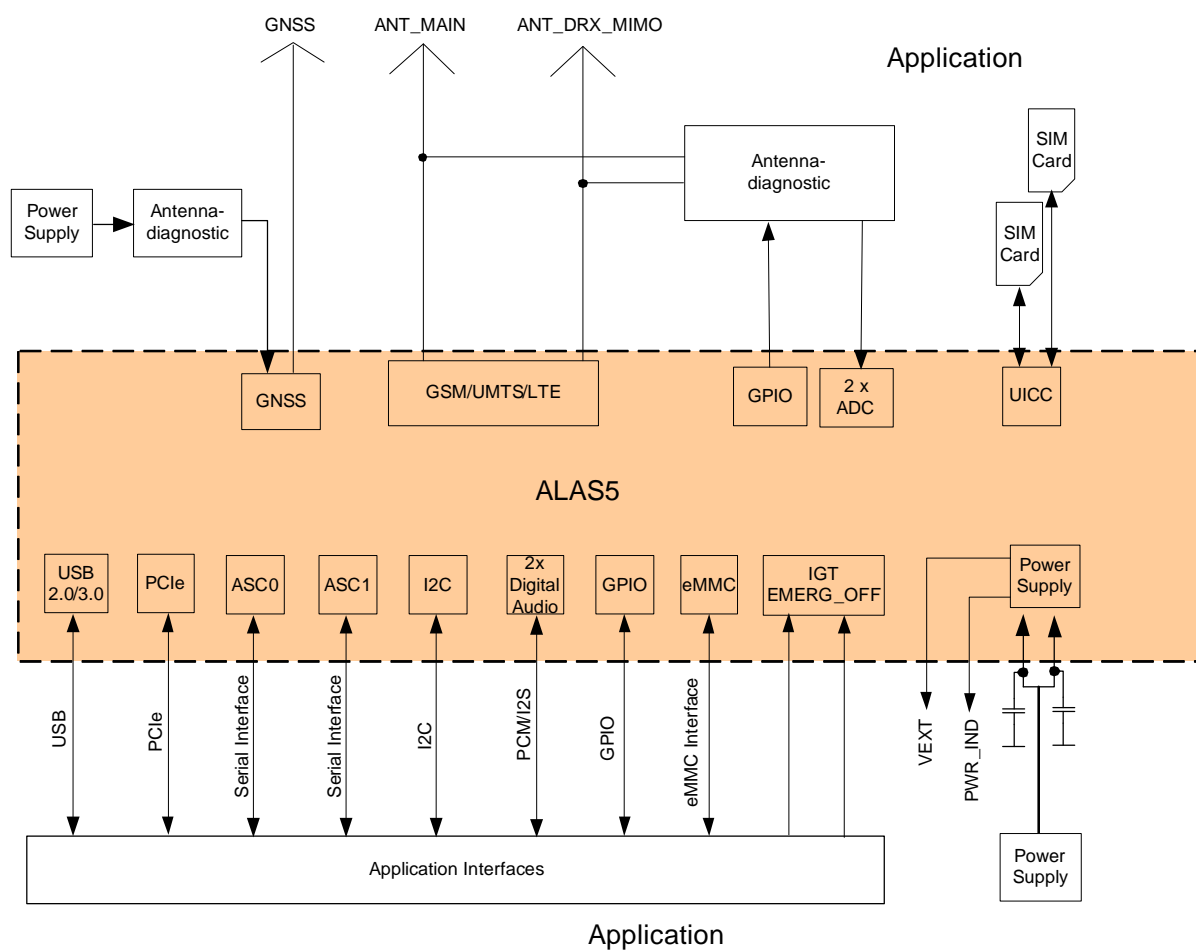 GNSS
ANT_MAIN
ANT_DRX_MIMO
Application
SIM
Card
SIM
Card
Power
Supply
Antenna-
diagnostic
Antenna-
diagnostic
GNSS
GSM/UMTS/LTE
GPIO
2 x
ADC
UICC
ALAS5
USB
2.0/3.0
PCIe
ASC0
ASC1
I2C
2x
Digital
Audio
GPIO
eMMC
IGT
EMERG_OFF
Power
Supply
USB
PCIe
Serial Interface
Serial Interface
I2C
PCM/I2S
GPIO
eMMC Interface
VEXT
PWR_IND
Application Interfaces
Power
Supply
Application